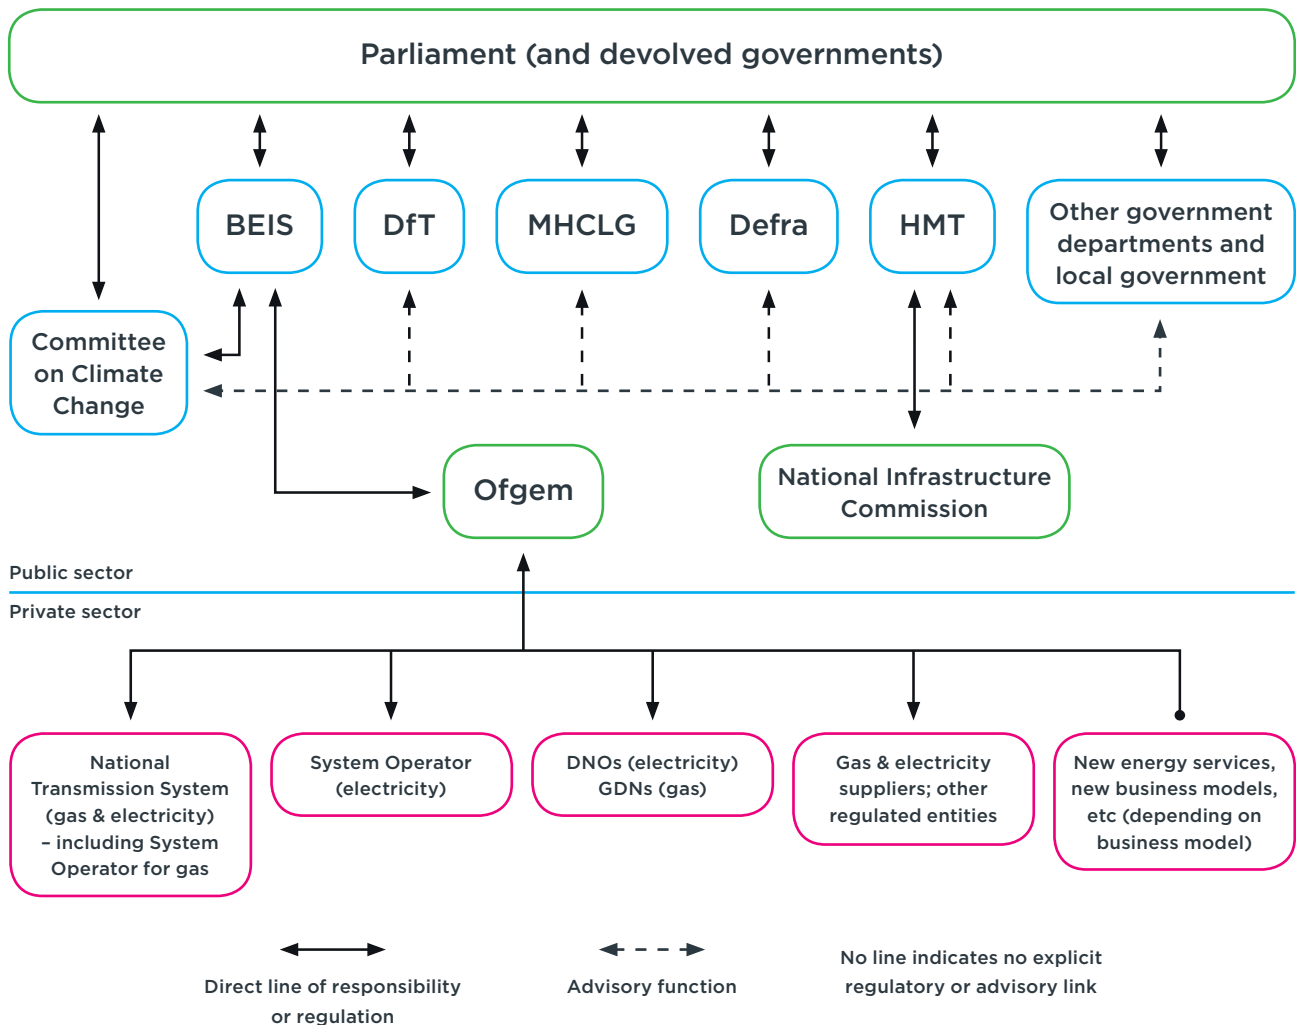 Parliament (and devolved governments)
BEIS
DfT
MHCLG
Defra
HMT
Other government
departments and
local government
Committee
on Climate
Change
Ofgem
National Infrastructure
Commission
Public sector
Private sector
National
Transmission System
(gas & electricity)
– including System
Operator for gas
System Operator
(electricity)
DNOs (electricity)
GDNs (gas)
Gas & electricity
suppliers; other
regulated entities
New energy services,
new business models,
etc (depending on
business model)
Direct line of responsibility
or regulation
Advisory function
No line indicates no explicit
regulatory or advisory link